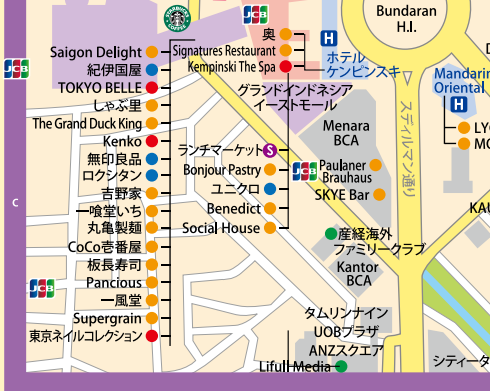 STARBUCKS
JCB
奥
Signatures Restaurant
Kempinski The Spa
Bundaran
H.I.
H
ホテル
ケンピンスキ
JCB
Saigon Delight
紀伊国屋
TOKYO BELLE
しゃぶ里
The Grand Duck King
Kenko
無印良品
ロクシタン
吉野家
一喰堂いち
丸亀製麺
CoCo壱番屋
板長寿司
Pancious
一風堂
Supergrain
東京ネイルコレクション
グランドインドネシア
イーストモール
ランチマーケット
S
Bonjour Pastry
ユニクロ
Benedict
Social House
JCB
Menara
BCA
Paulaner
Brauhaus
SKYE Bar
スディルマン通り
Mandarin
Oriental
H
LY
MO
KAU
C
JCB
産経海外
ファミリークラブ
Kantor
BCA
タムリンナイン
UOBプラザ
ANZスクエア
Lifull Media
シティータ